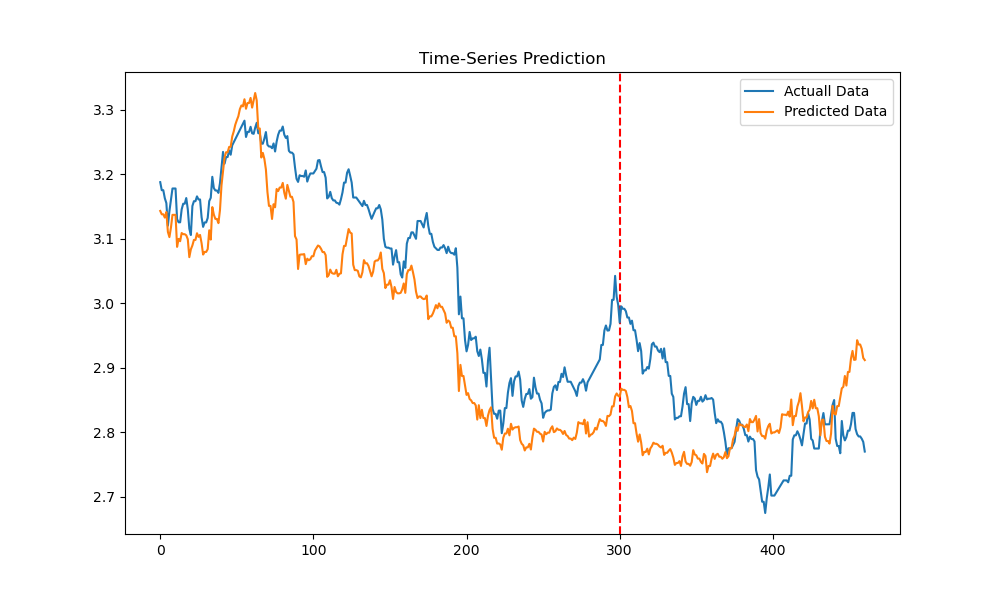 Time-Series Prediction
Actuall Data
Predicted Data
3.3
3.2
3.1
3.0
2.9
2.8
2.7
0 100 200 300 400